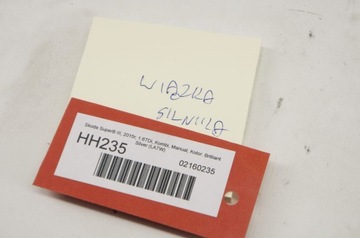 WIĄZKA
SILNIKA
Skoda SuperB III, 2015r, 1.6TDI, Kombi, Manual, Kolor: Brilliant
Silver (LA7W)
HH235
02160235